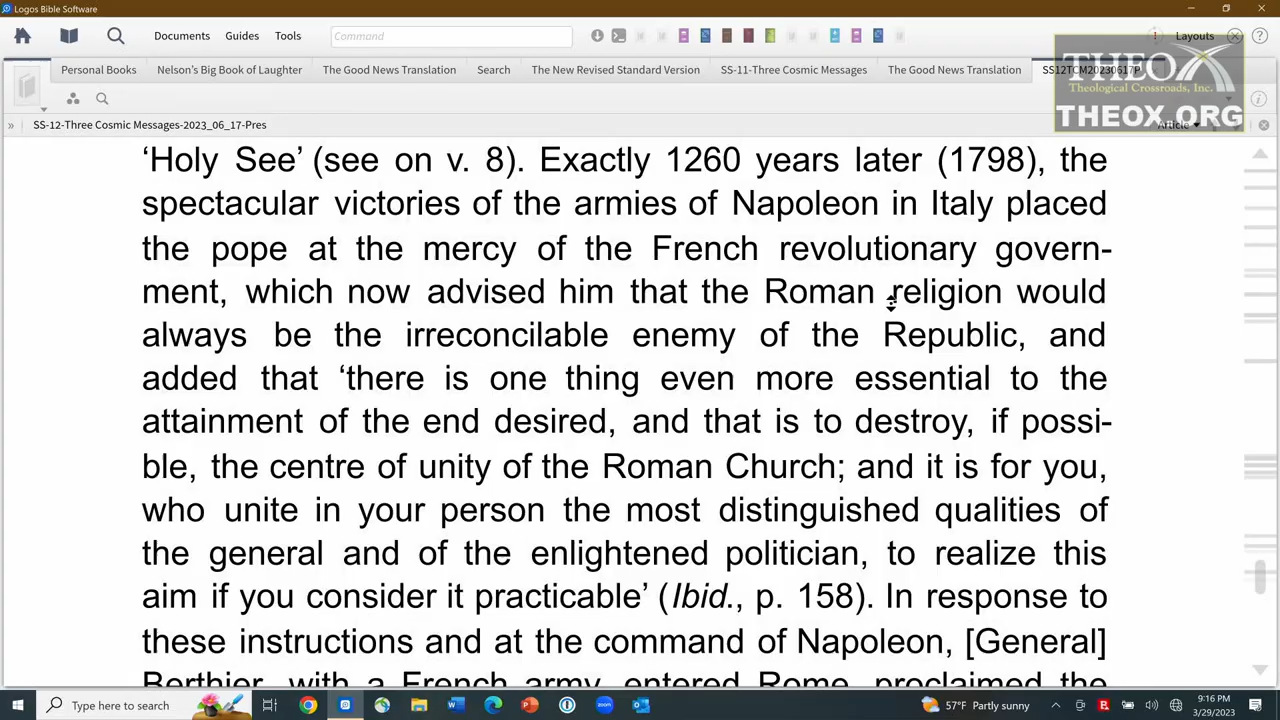 Logos Bible Software
Documents Guides Tools Command Layouts
Personal Books Nelson's Big Book of Laughter Search The New Revised Standard Version SS-11-Three Cosmic Messages The Good News Translation SS12TCM20230617P
THEOX
Theological Crossroads, Inc.
THEOX.ORG
SS-12-Three Cosmic Messages-2023_06_17-Pres Article
‘Holy See’ (see on v. 8). Exactly 1260 years later (1798), the
spectacular victories of the armies of Napoleon in Italy placed
the pope at the mercy of the French revolutionary govern-
ment, which now advised him that the Roman religion would
always be the irreconcilable enemy of the Republic, and
added that ‘there is one thing even more essential to the
attainment of the end desired, and that is to destroy, if possi-
ble, the centre of unity of the Roman Church; and it is for you,
who unite in your person the most distinguished qualities of
the general and of the enlightened politician, to realize this
aim if you consider it practicable’ (Ibid., p. 158). In response to
these instructions and at the command of Napoleon, [General]
Berthier, with a French army, entered Rome, proclaimed the
Type here to search 57°F Partly sunny 9:16 PM
3/29/2023